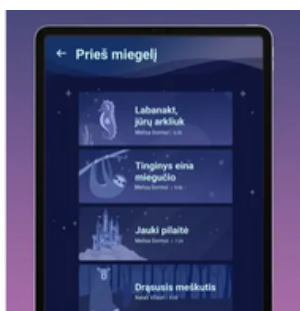 Prieš miegelį
Labanakt,
jūrų arkliuk
Tinginys eina
miegučio
Jauki pilaitė
Drąsusis meškutis